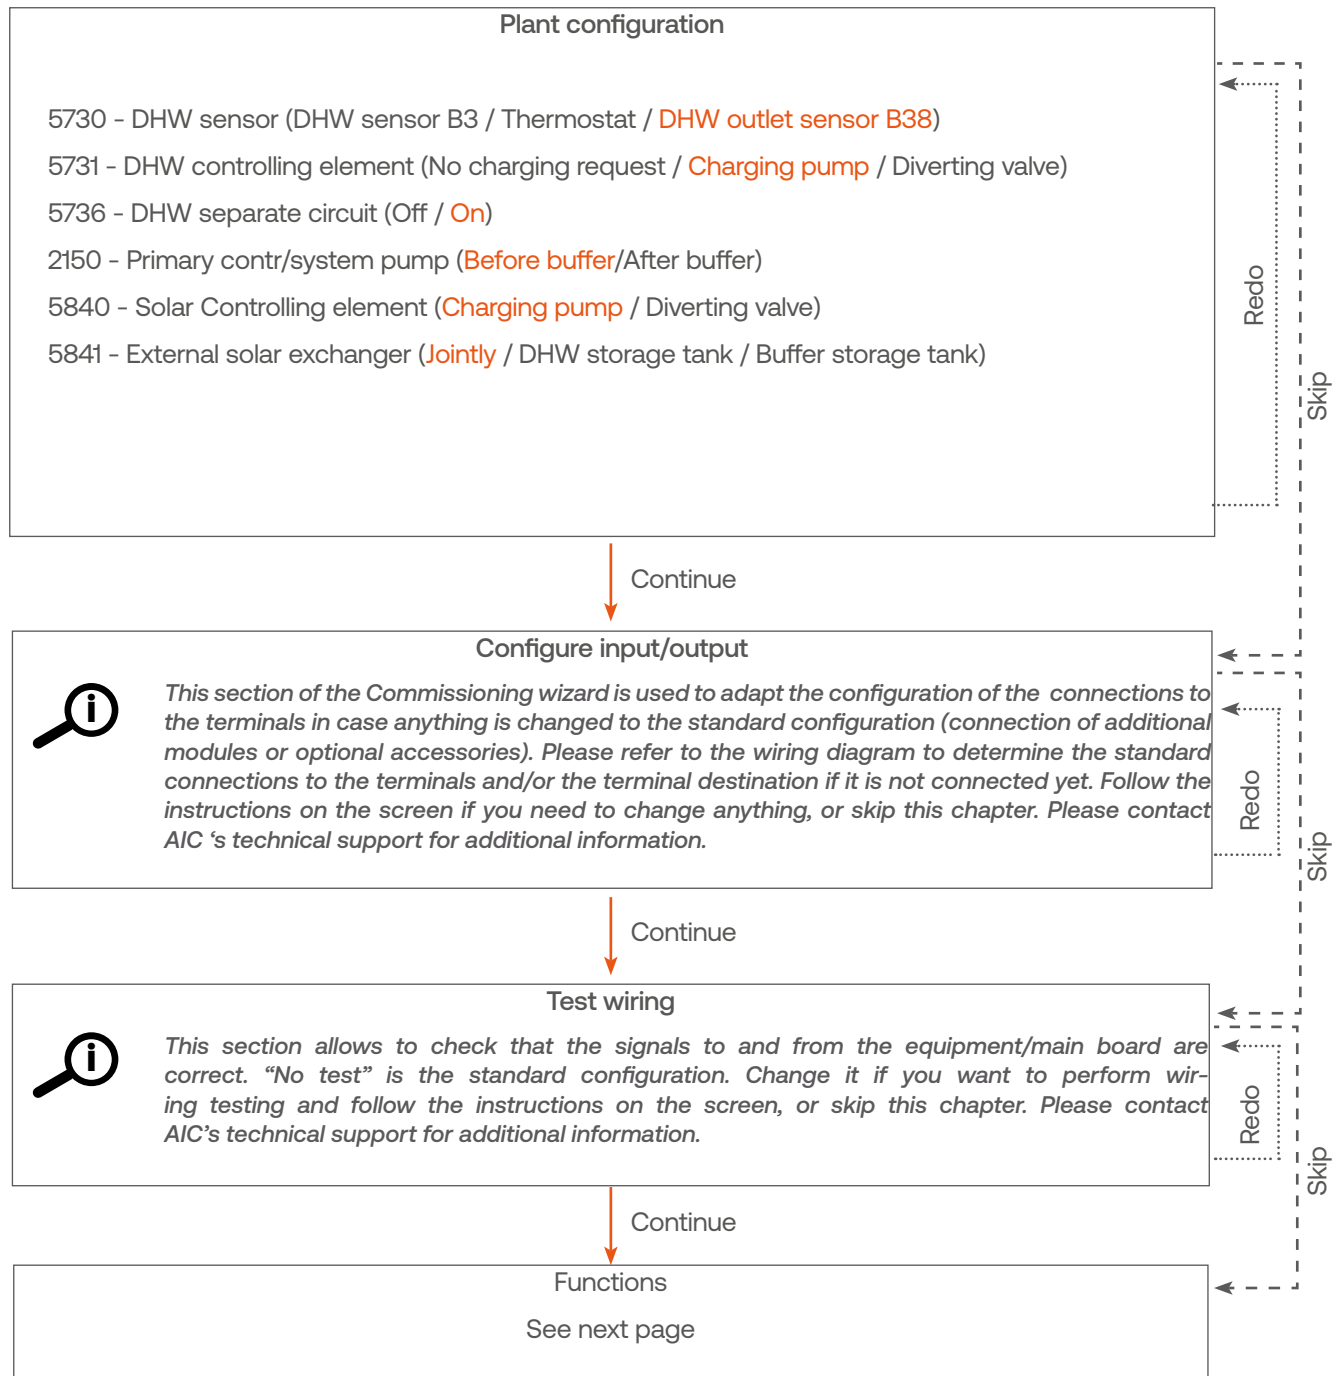 Plant configuration
5730 - DHW sensor (DHW sensor B3 / Thermostat / DHW outlet sensor B38)
5731 - DHW controlling element (No charging request / Charging pump / Diverting valve)
5736 - DHW separate circuit (Off / On)
2150 - Primary contr/system pump (Before buffer/After buffer)
5840 - Solar Controlling element (Charging pump / Diverting valve)
5841 - External solar exchanger (Jointly / DHW storage tank / Buffer storage tank)
Redo
Skip
Continue
Configure input/output
i
This section of the Commissioning wizard is used to adapt the configuration of the connections to
the terminals in case anything is changed to the standard configuration (connection of additional
modules or optional accessories). Please refer to the wiring diagram to determine the standard
connections to the terminals and/or the terminal destination if it is not connected yet. Follow the
instructions on the screen if you need to change anything, or skip this chapter. Please contact
AIC ‘s technical support for additional information.
Redo
Skip
Continue
Test wiring
i
This section allows to check that the signals to and from the equipment/main board are
correct. “No test” is the standard configuration. Change it if you want to perform wir-
ing testing and follow the instructions on the screen, or skip this chapter. Please contact
AIC’s technical support for additional information.
Redo
Skip
Continue
Functions
See next page